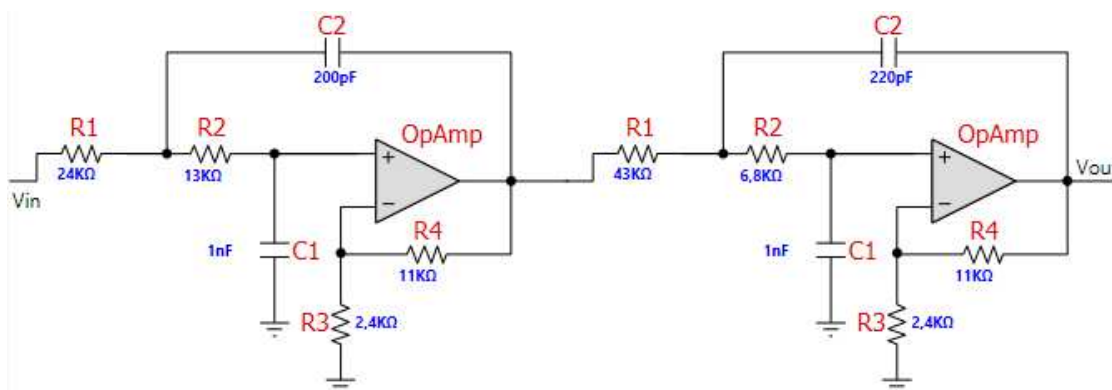 C2
200pF
C2
220pF
R1
R2
OpAmp
R1
R2
OpAmp
24KΩ
13KΩ
43KΩ
6,8KΩ
Vin
Vou
1nF
C1
R4
11KΩ
1nF
C1
R4
11KΩ
R3
2,4KΩ
R3
2,4KΩ